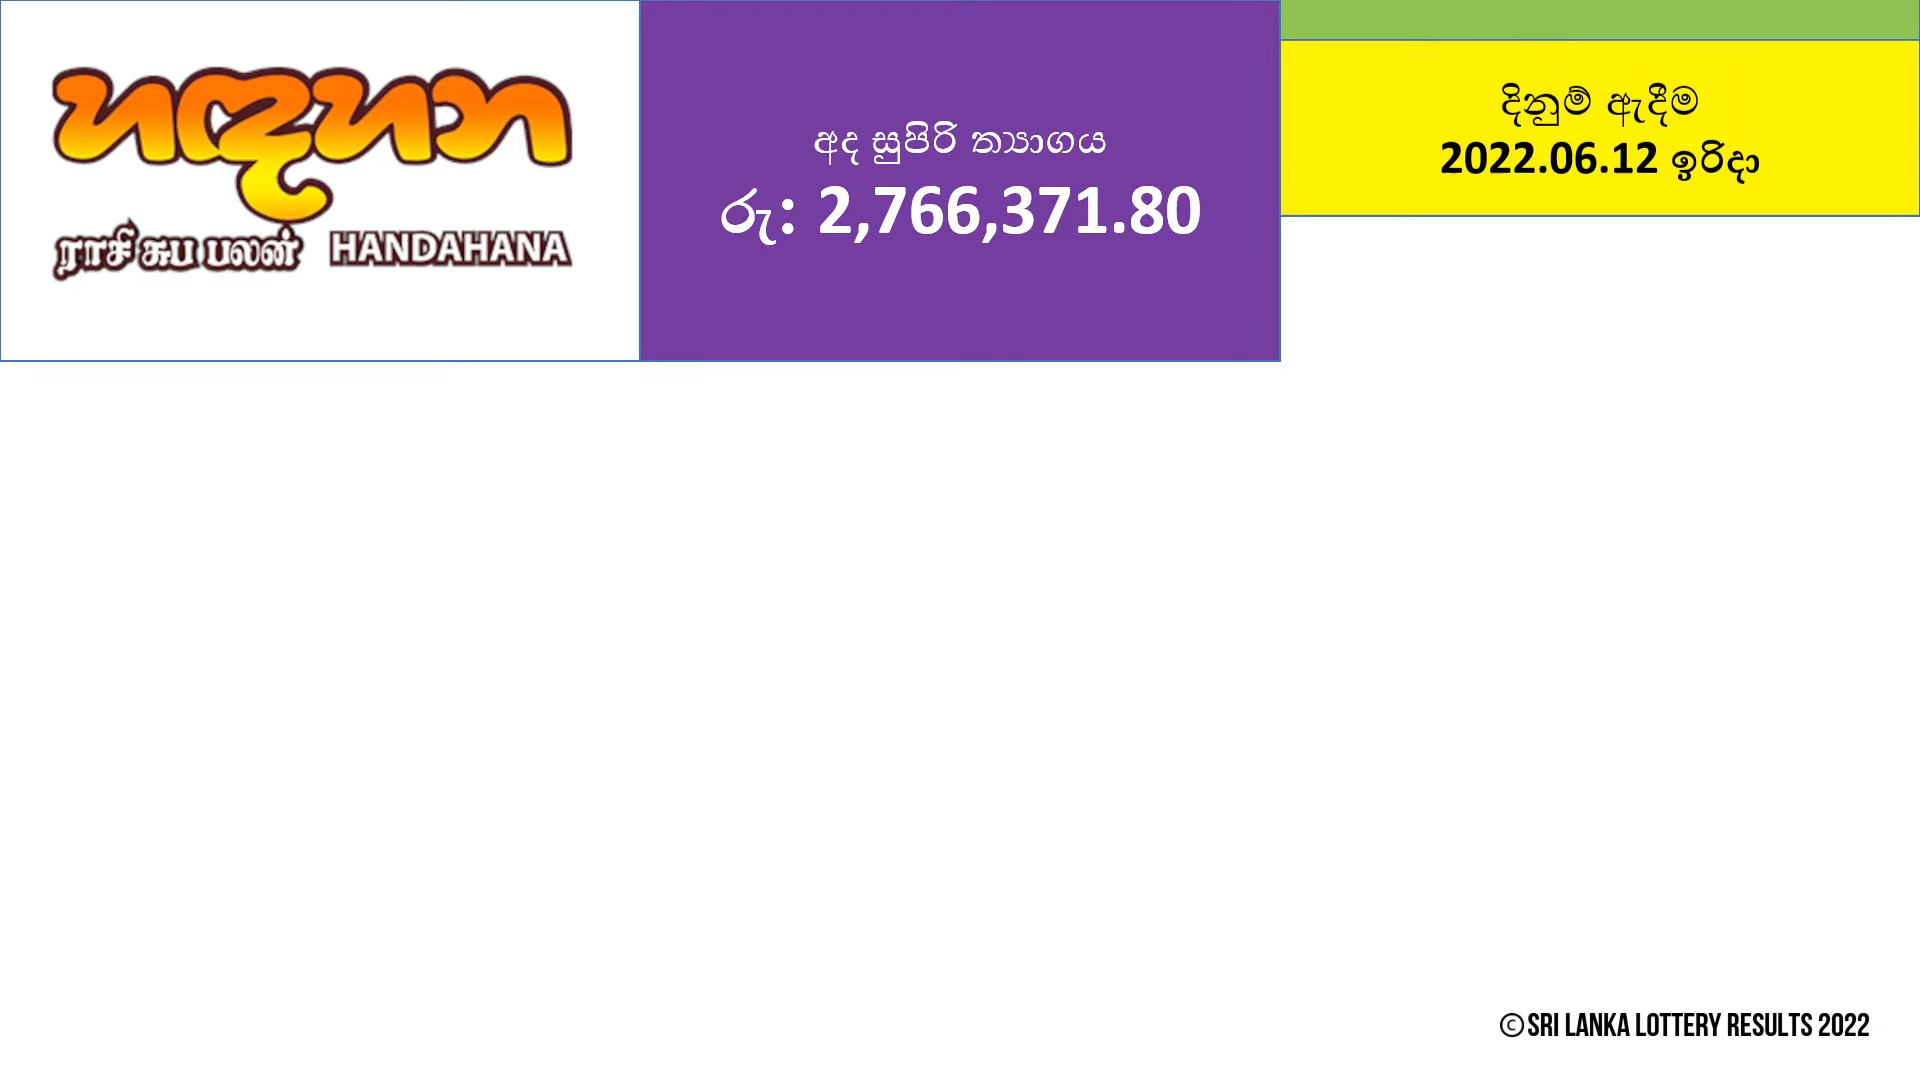 හඳහන
ராசி சுப பலன் HANDAHANA
අද සුපිරි ත්‍යාගය
රු: 2,766,371.80
දිනුම් ඇදීම
2022.06.12 ඉරිදා
©SRI LANKA LOTTERY RESULTS 2022